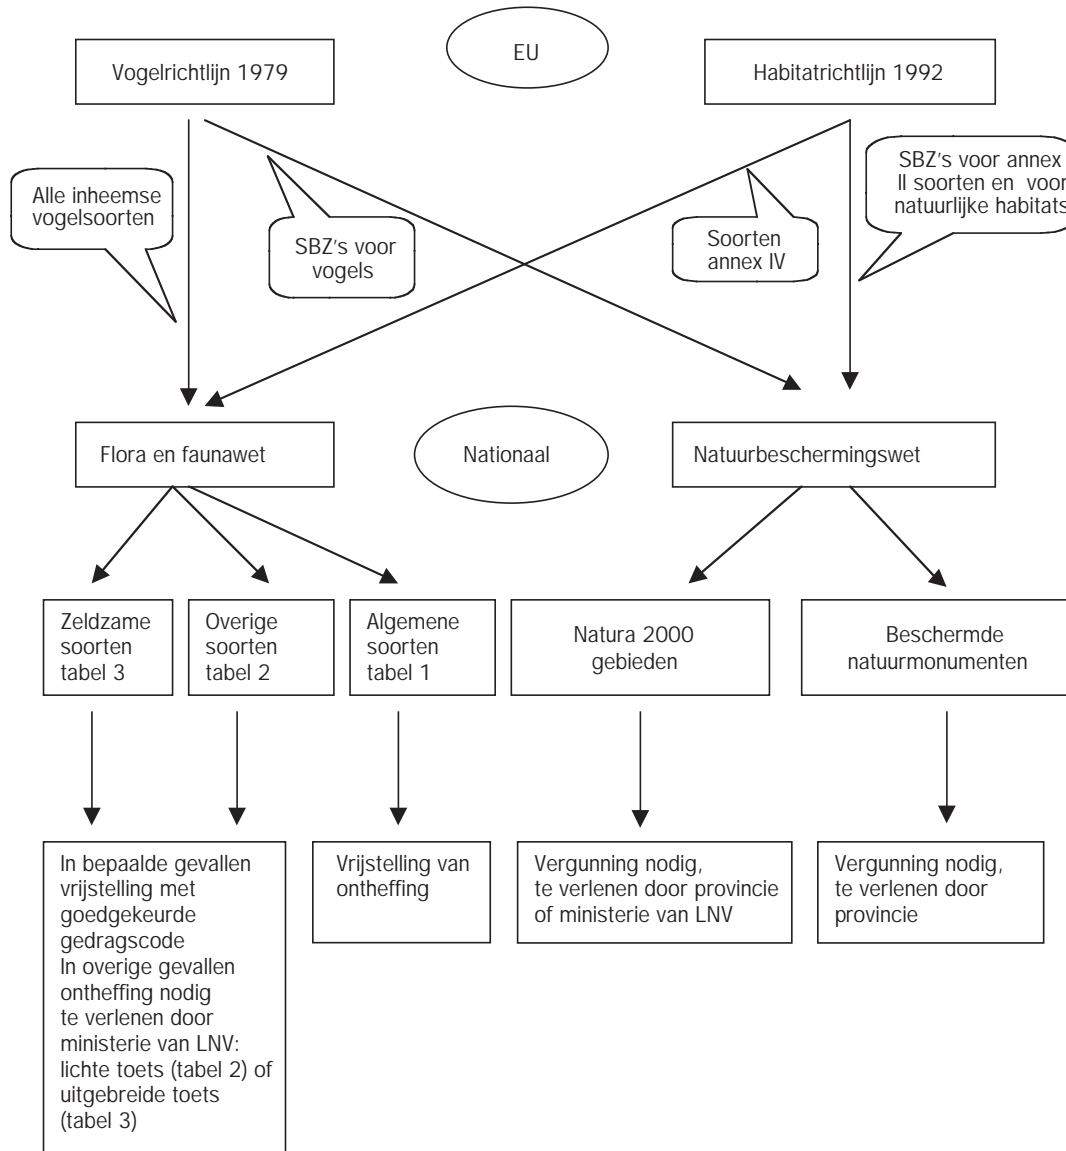 EU
Vogelrichtlijn 1979
Habitatrichtlijn 1992
Alle inheemse
vogelsoorten
SBZ's voor
vogels
Soorten
annex IV
SBZ's voor annex
II soorten en voor
natuurlijke habitats
Flora en faunawet
Nationaal
Natuurbeschermingswet
Zeldzame
soorten
tabel 3
Overige
soorten
tabel 2
Algemene
soorten
tabel 1
Natura 2000
gebieden
Beschermde
natuurmonumenten
In bepaalde gevallen
vrijstelling met
goedgekeurde
gedragscode
In overige gevallen
ontheffing nodig
te verlenen door
ministerie van LNV:
lichte toets (tabel 2) of
uitgebreide toets
(tabel 3)
Vrijstelling van
ontheffing
Vergunning nodig,
te verlenen door provincie
of ministerie van LNV
Vergunning nodig,
te verlenen door
provincie